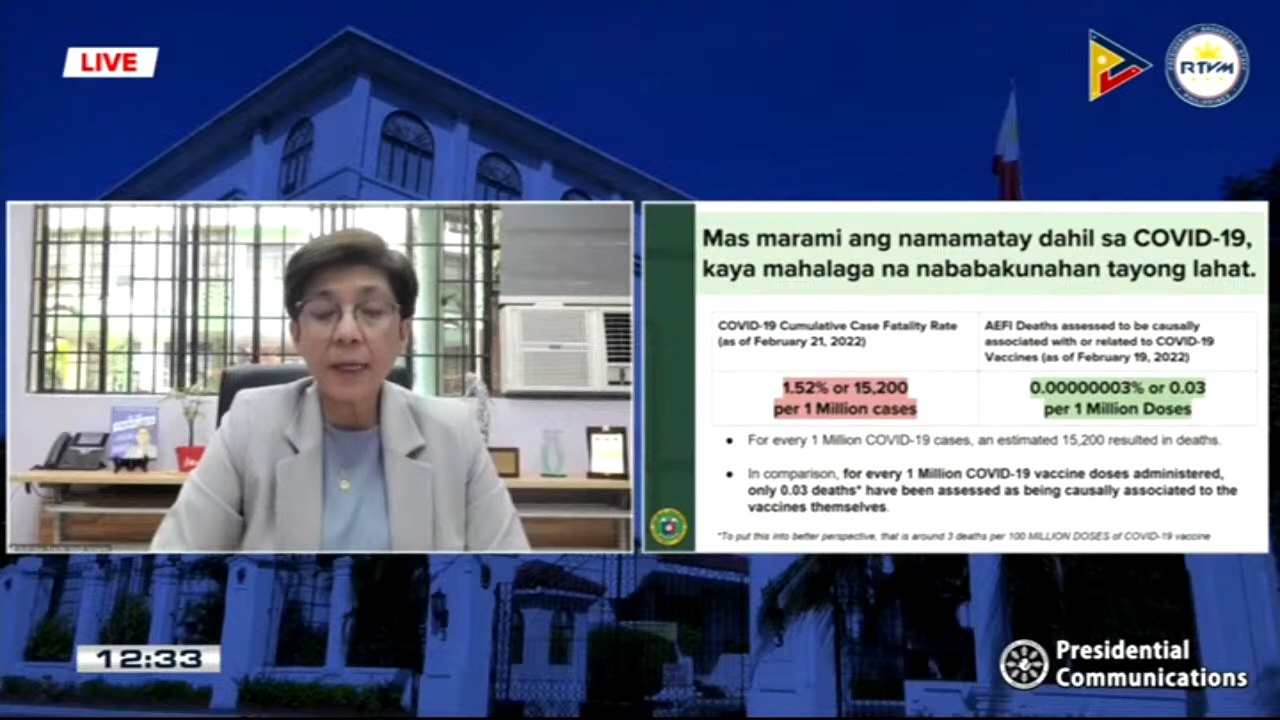 LIVE
RTVM
Mas marami ang namamatay dahil sa COVID-19,
kaya mahalaga na nababakunahan tayong lahat.
COVID-19 Cumulative Case Fatality Rate
(as of February 21, 2022)
AEFI Deaths assessed to be causally
associated with or related to COVID-19
Vaccines (as of February 19, 2022)
1.52% or 15,200
per 1 Million cases
0.00000003% or 0.03
per 1 Million Doses
● For every 1 Million COVID-19 cases, an estimated 15,200 resulted in deaths.
● In comparison, for every 1 Million COVID-19 vaccine doses administered,
only 0.03 deaths* have been assessed as being causally associated to the
vaccines themselves.
*To put this into better perspective, that is around 3 deaths per 100 MILLION DOSES of COVID-19 vaccine
12:33
Presidential
Communications